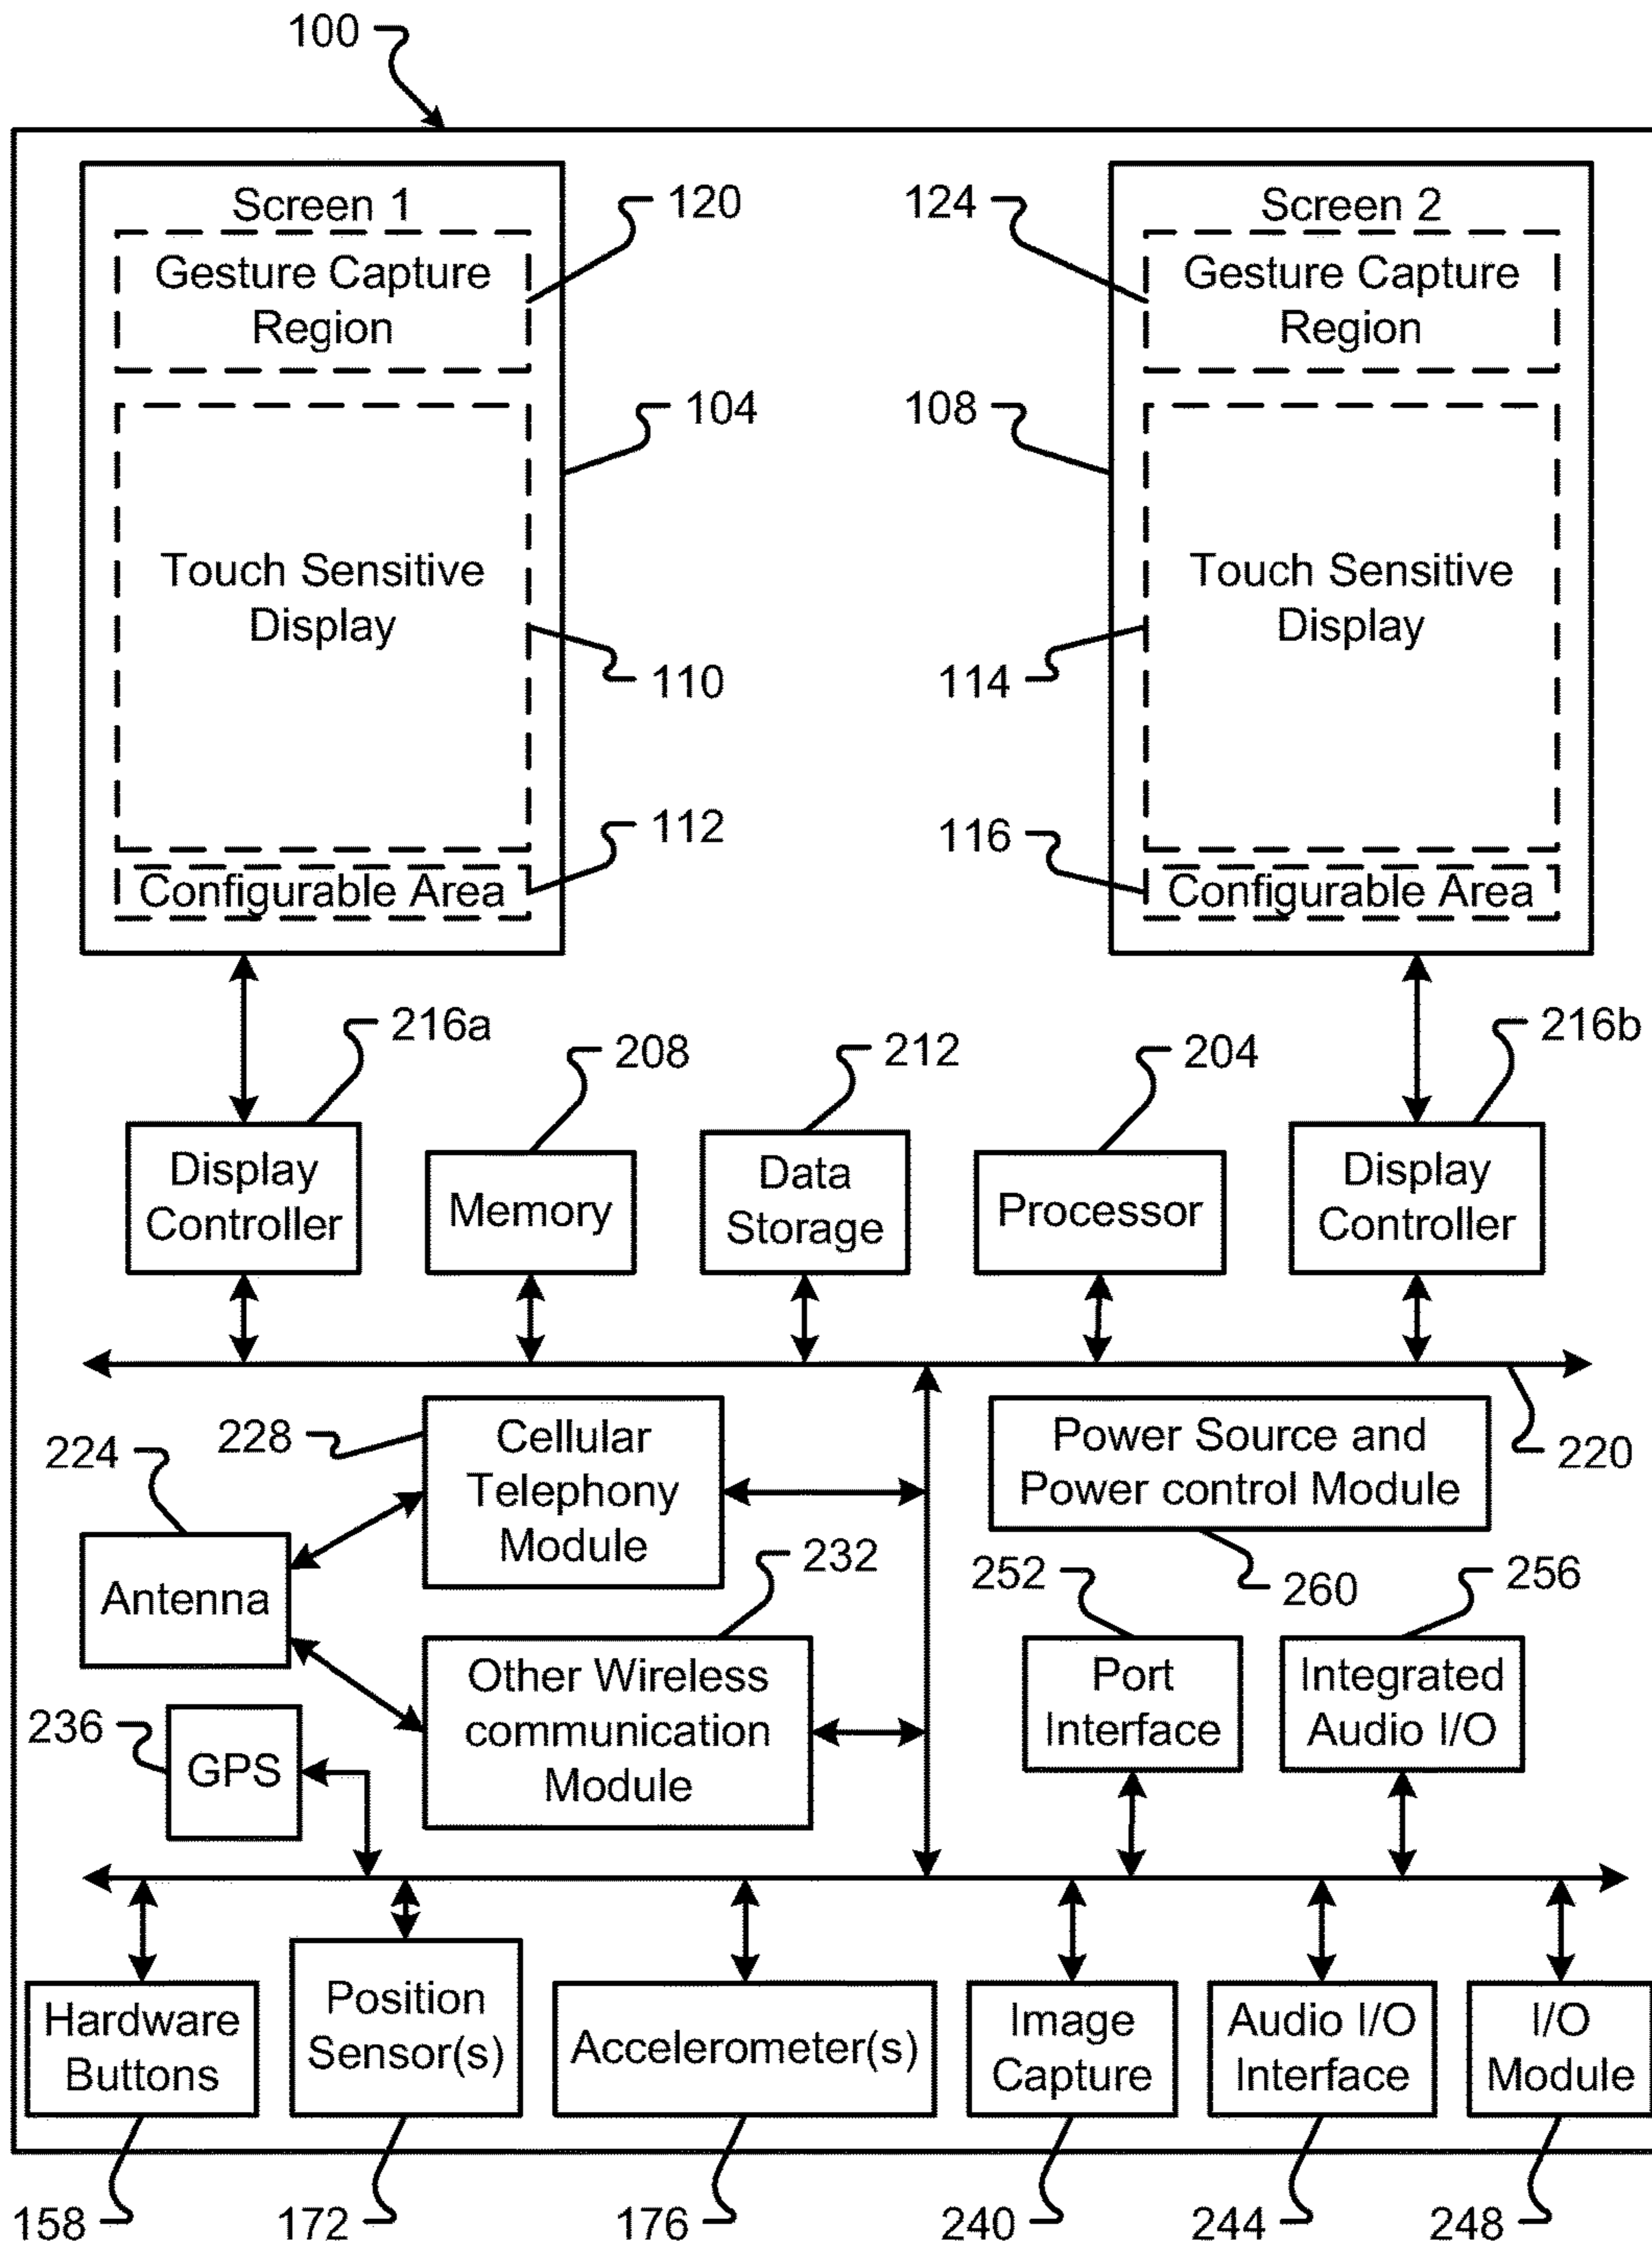 100
Screen 1
Gesture Capture
Region
120
124
Screen 2
Gesture Capture
Region
104
108
Touch Sensitive
Display
110
114
Touch Sensitive
Display
112
116
Configurable Area
Configurable Area
216a
208
212
204
216b
Display
Controller
Memory
Data
Storage
Processor
Display
Controller
224
228
Cellular
Telephony
Module
Power Source and
Power control Module
220
Antenna
232
252
260
256
236
GPS
Other Wireless
communication
Module
Port
Interface
Integrated
Audio I/O
Hardware
Buttons
Position
Sensor(s)
Accelerometer(s)
Image
Capture
Audio I/O
Interface
I/O
Module
158
172
176
240
244
248